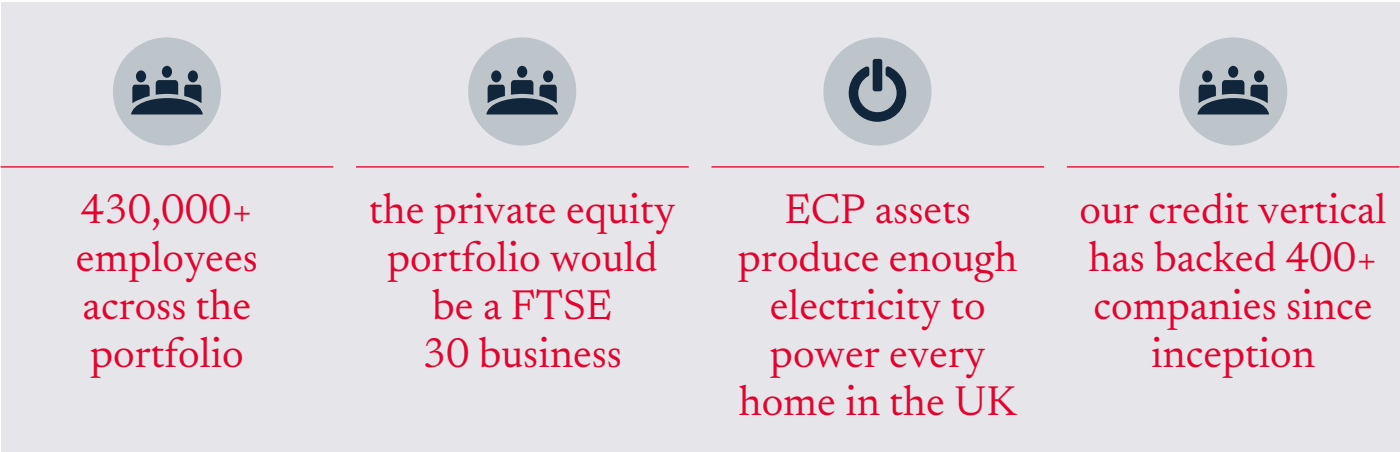 430,000+
employees
across the
portfolio
the private equity
portfolio would
be a FTSE
30 business
ECP assets
produce enough
electricity to
power every
home in the UK
our credit vertical
has backed 400+
companies since
inception